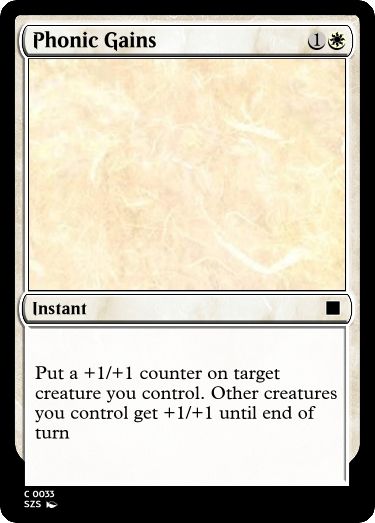 Phonic Gains
1
Instant
Put a +1/+1 counter on target
creature you control. Other creatures
you control get +1/+1 until end of
turn
C 0033
SZS